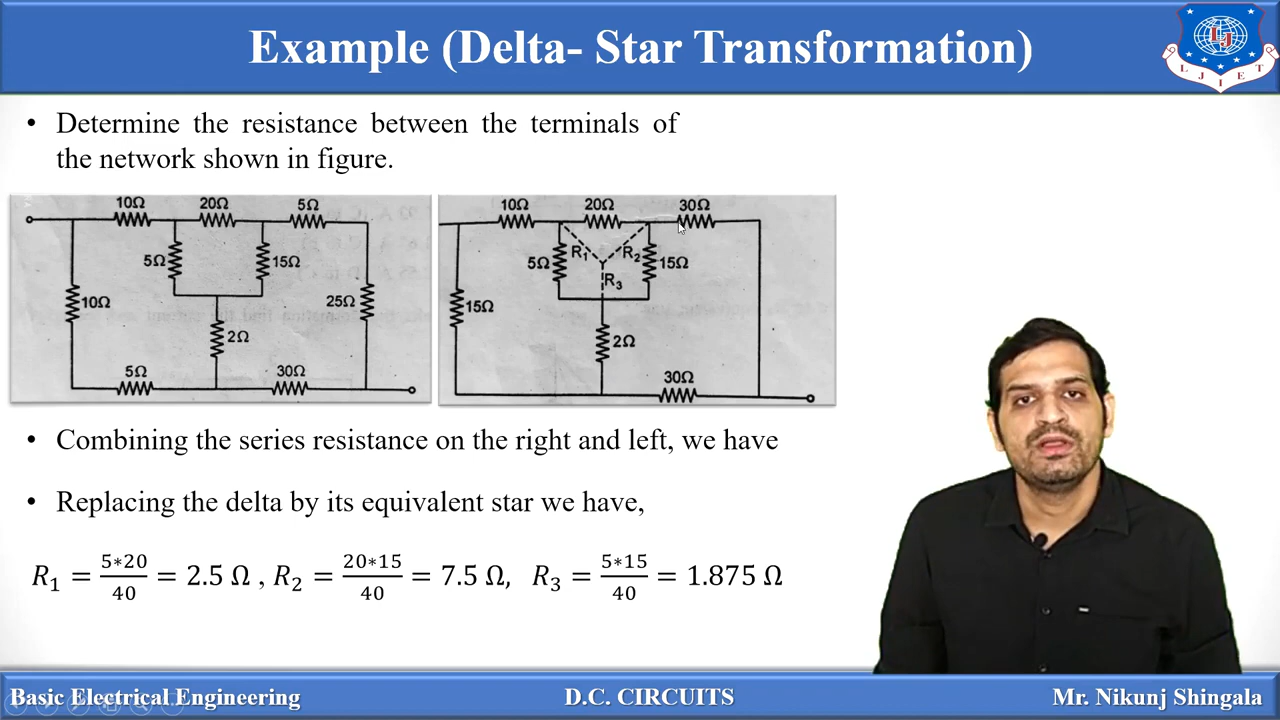 Example (Delta- Star Transformation)
LJ
L J I E T
• Determine the resistance between the terminals of
the network shown in figure.
10Ω 20Ω 5Ω
5Ω 15Ω
10Ω 25Ω
2Ω
5Ω 30Ω
10Ω 20Ω 30Ω
5Ω R1 R2 15Ω
R3
15Ω
2Ω
30Ω
• Combining the series resistance on the right and left, we have
• Replacing the delta by its equivalent star we have,
R₁ = 5*20/40 = 2.5 Ω , R₂ = 20*15/40 = 7.5 Ω, R₃ = 5*15/40 = 1.875 Ω
Basic Electrical Engineering D.C. CIRCUITS Mr. Nikunj Shingala